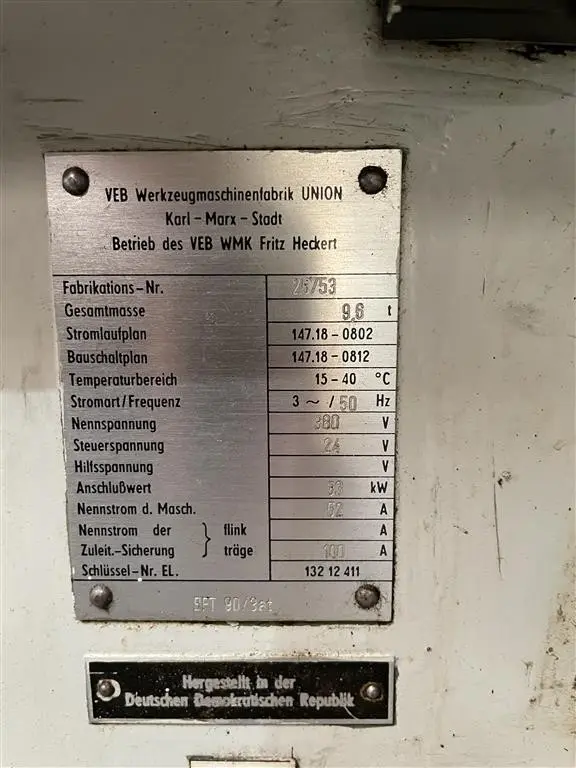 VEB Werkzeugmaschinenfabrik UNION
Karl-Marx-Stadt
Betrieb des VEB WMK Fritz Heckert
Fabrikations-Nr.
Gesamtmasse 9,6 t
Stromlaufplan 147.18-0802
Bauschaltplan 147.18-0812
Temperaturbereich 15-40 °C
Stromart/Frequenz 3 ~ / 50 Hz
Nennspannung 380 V
Steuerspannung 24 V
Hilfsspannung V
Anschlußwert kW
Nennstrom d. Masch. A
Nennstrom der } flink A
Zuleit.-Sicherung träge 100 A
Schlüssel-Nr. EL. 132 12 411
Hergestellt in der
Deutschen Demokratischen Republik